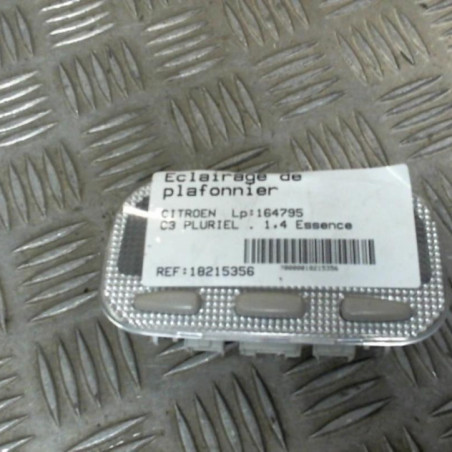 Eclairage de
plafonnier
CITROEN Lp:164795
C3 PLURIEL . 1.4 Essence
REF:18215356